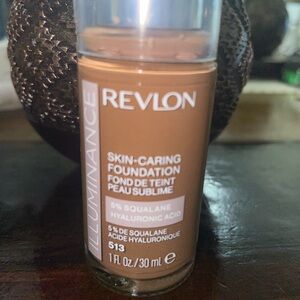 ILLUMINANCE
REVLON
SKIN-CARING
FOUNDATION
FOND DE TEINT
PEAU SUBLIME
5% SQUALANE
HYALURONIC ACID
5% DE SQUALANE
ACIDE HYALURONIQUE
513
1 Fl. Oz./30 mL e